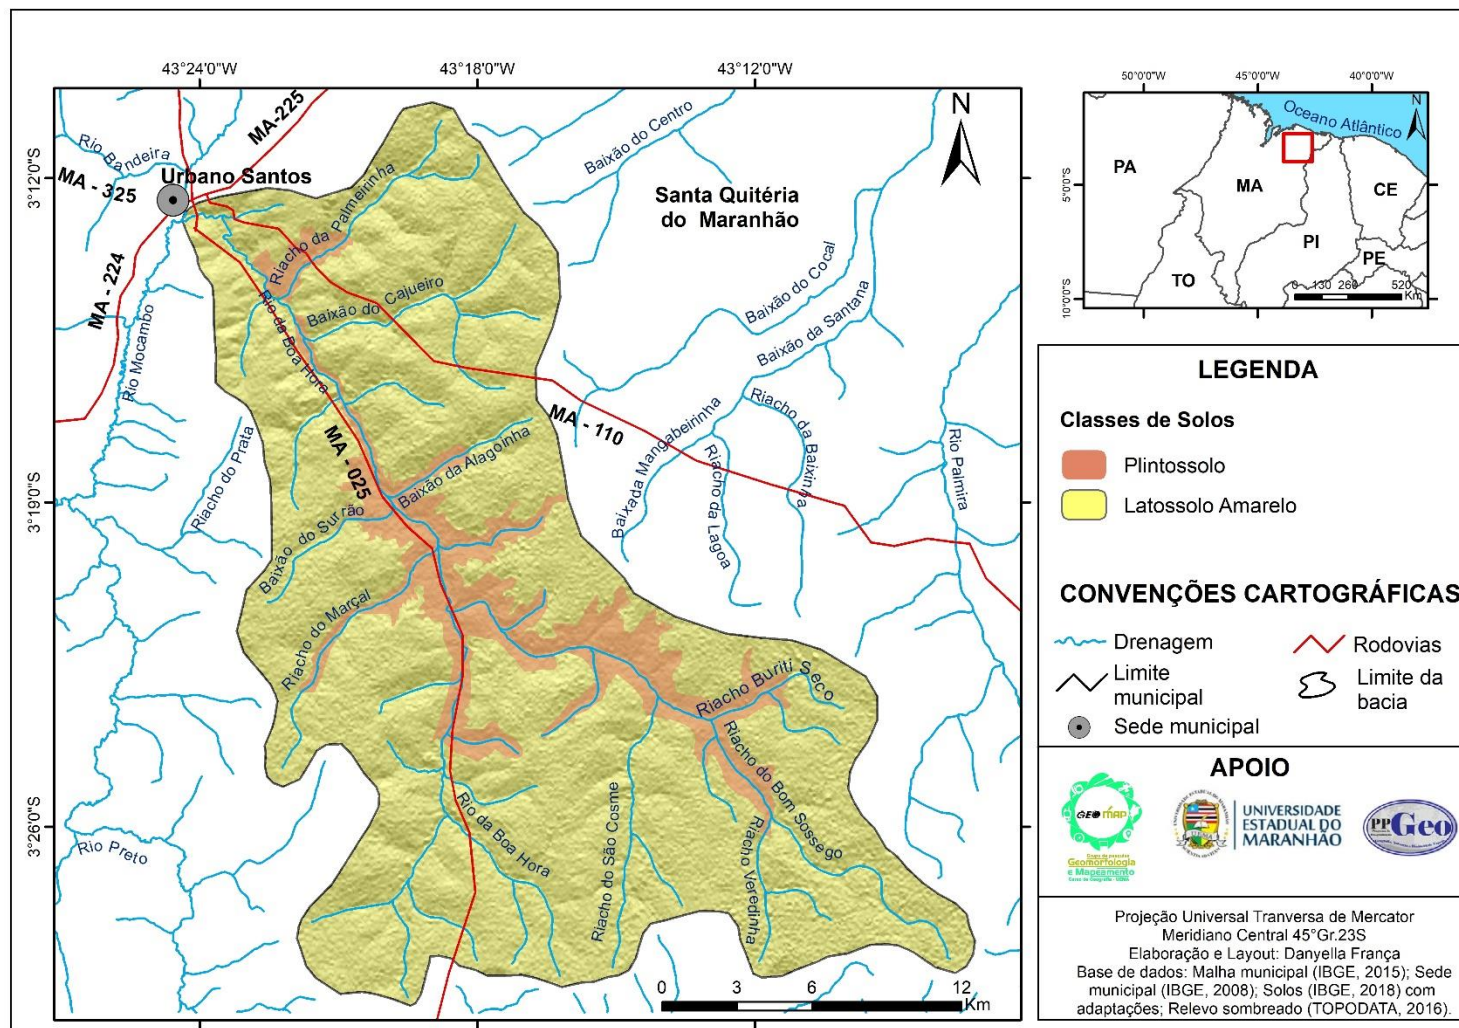 43°24'0"W
43°18'0"W
43°12'0"W
3°12'0"S
3°19'0"S
3°26'0"S
MA-225
Rio Bandeira
MA - 325
Urbano Santos
MA - 224
Rio Mocambo
Riacho da Palmeirinha
Baixão do Cajueiro
Rio da Boa Hora
Baixão do Centro
Santa Quitéria
do Maranhão
N
Baixão do Cocal
Baixão da Santana
MA - 110
Baixada Mangabeirinha
Riacho da Lagoa
Riacho da Baixinha
Rio Palmira
MA - 025
Baixão da Alagoinha
Riacho do Prata
Baixão do Surrão
Riacho do Marçal
Riacho Buriti Seco
Riacho do Bom Sossego
Rio da Boa Hora
Riacho do São Cosme
Riacho Veredinha
Rio Preto
0 3 6 12
Km
50°0'0"W
45°0'0"W
40°0'0"W
5°0'0"S
10°0'0"S
Oceano Atlântico
N
PA
MA
CE
PI
PE
TO
0 130 260 520
Km
LEGENDA
Classes de Solos
Plintossolo
Latossolo Amarelo
CONVENÇÕES CARTOGRÁFICAS
Drenagem
Rodovias
Limite
municipal
Limite da
bacia
Sede municipal
APOIO
GEO MAP
Grupo de pesquisa
Geomorfologia
e Mapeamento
UNIVERSIDADE
ESTADUAL DO
MARANHÃO
PPGeo
Projeção Universal Tranversa de Mercator
Meridiano Central 45°Gr.23S
Elaboração e Layout: Danyella França
Base de dados: Malha municipal (IBGE, 2015); Sede
municipal (IBGE, 2008); Solos (IBGE, 2018) com
adaptações; Relevo sombreado (TOPODATA, 2016).